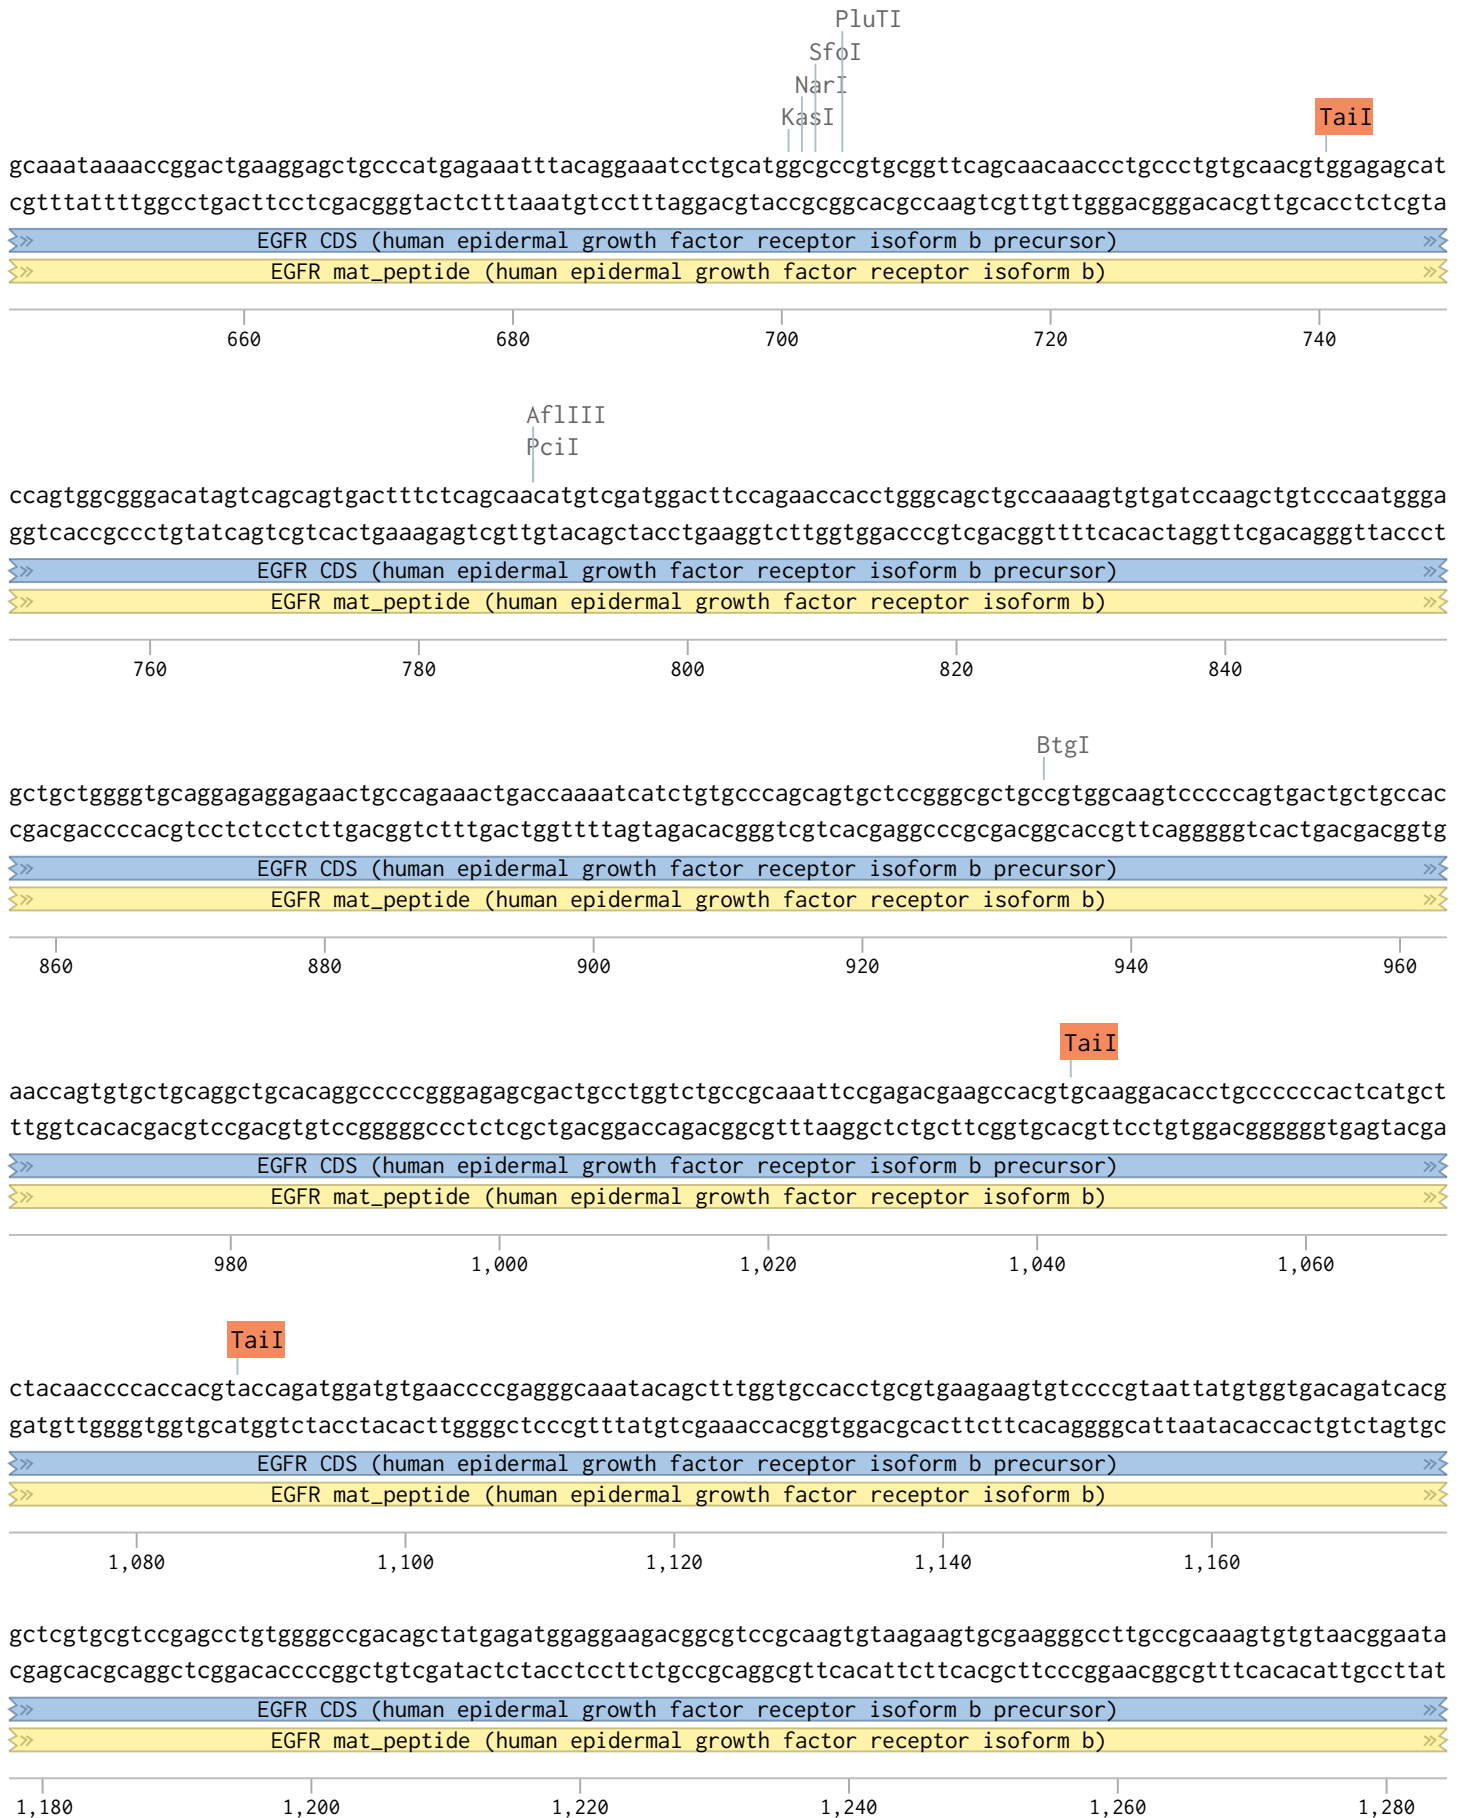 PluTI
SfoI
NarI
KasI TaiI
gcaaataaaaccggactgaaggagctgcccatgagaaatttacaggaaatcctgcatggcgccgtgcggttcagcaacaaccctgccctgtgcaacgtggagagcat
cgtttattttggcctgacttcctcgacgggtactctttaaatgtcctttaggacgtaccgcggcacgccaagtcgttgttgggacgggacacgttgcacctctcgta
EGFR CDS (human epidermal growth factor receptor isoform b precursor)
EGFR mat_peptide (human epidermal growth factor receptor isoform b)
660 680 700 720 740
AflIII
PciI
ccagtggcgggacatagtcagcagtgactttctcagcaacatgtcgatggacttccagaaccacctgggcagctgccaaaagtgtgatccaagctgtcccaatggga
ggtcaccgccctgtatcagtcgtcactgaaagagtcgttgtacagctacctgaaggtcttggtggacccgtcgacggttttcacactaggttcgacagggttaccct
EGFR CDS (human epidermal growth factor receptor isoform b precursor)
EGFR mat_peptide (human epidermal growth factor receptor isoform b)
760 780 800 820 840
BtgI
gctgctggggtgcaggagaggagaactgccagaaactgaccaaaatcatctgtgcccagcagtgctccgggcgctgccgtggcaagtcccccagtgactgctgccac
cgacgaccccacgtcctctcctcttgacggtctttgactggttttagtagacacgggtcgtcacgaggcccgcgacggcaccgttcagggggtcactgacgacggtg
EGFR CDS (human epidermal growth factor receptor isoform b precursor)
EGFR mat_peptide (human epidermal growth factor receptor isoform b)
860 880 900 920 940 960
TaiI
aaccagtgtgctgcaggctgcacaggcccccgggagagcgactgcctggtctgccgcaaattccgagacgaagccacgtgcaaggacacctgccccccactcatgct
ttggtcacacgacgtccgacgtgtccgggggccctctcgctgacggaccagacggcgtttaaggctctgcttcggtgcacgttcctgtggacggggggtgagtacga
EGFR CDS (human epidermal growth factor receptor isoform b precursor)
EGFR mat_peptide (human epidermal growth factor receptor isoform b)
980 1,000 1,020 1,040 1,060
TaiI
ctacaaccccaccacgtaccagatggatgtgaaccccgagggcaaatacagctttggtgccacctgcgtgaagaagtgtccccgtaattatgtggtgacagatcacg
gatgttggggtggtgcatggtctacctacacttggggctcccgtttatgtcgaaaccacggtggacgcacttcttcacaggggcattaatacaccactgtctagtgc
EGFR CDS (human epidermal growth factor receptor isoform b precursor)
EGFR mat_peptide (human epidermal growth factor receptor isoform b)
1,080 1,100 1,120 1,140 1,160
gctcgtgcgtccgagcctgtggggccgacagctatgagatggaggaagacggcgtccgcaagtgtaagaagtgcgaagggccttgccgcaaagtgtgtaacggaata
cgagcacgcaggctcggacaccccggctgtcgatactctacctccttctgccgcaggcgttcacattcttcacgcttcccggaacggcgtttcacacattgccttat
EGFR CDS (human epidermal growth factor receptor isoform b precursor)
EGFR mat_peptide (human epidermal growth factor receptor isoform b)
1,180 1,200 1,220 1,240 1,260 1,280